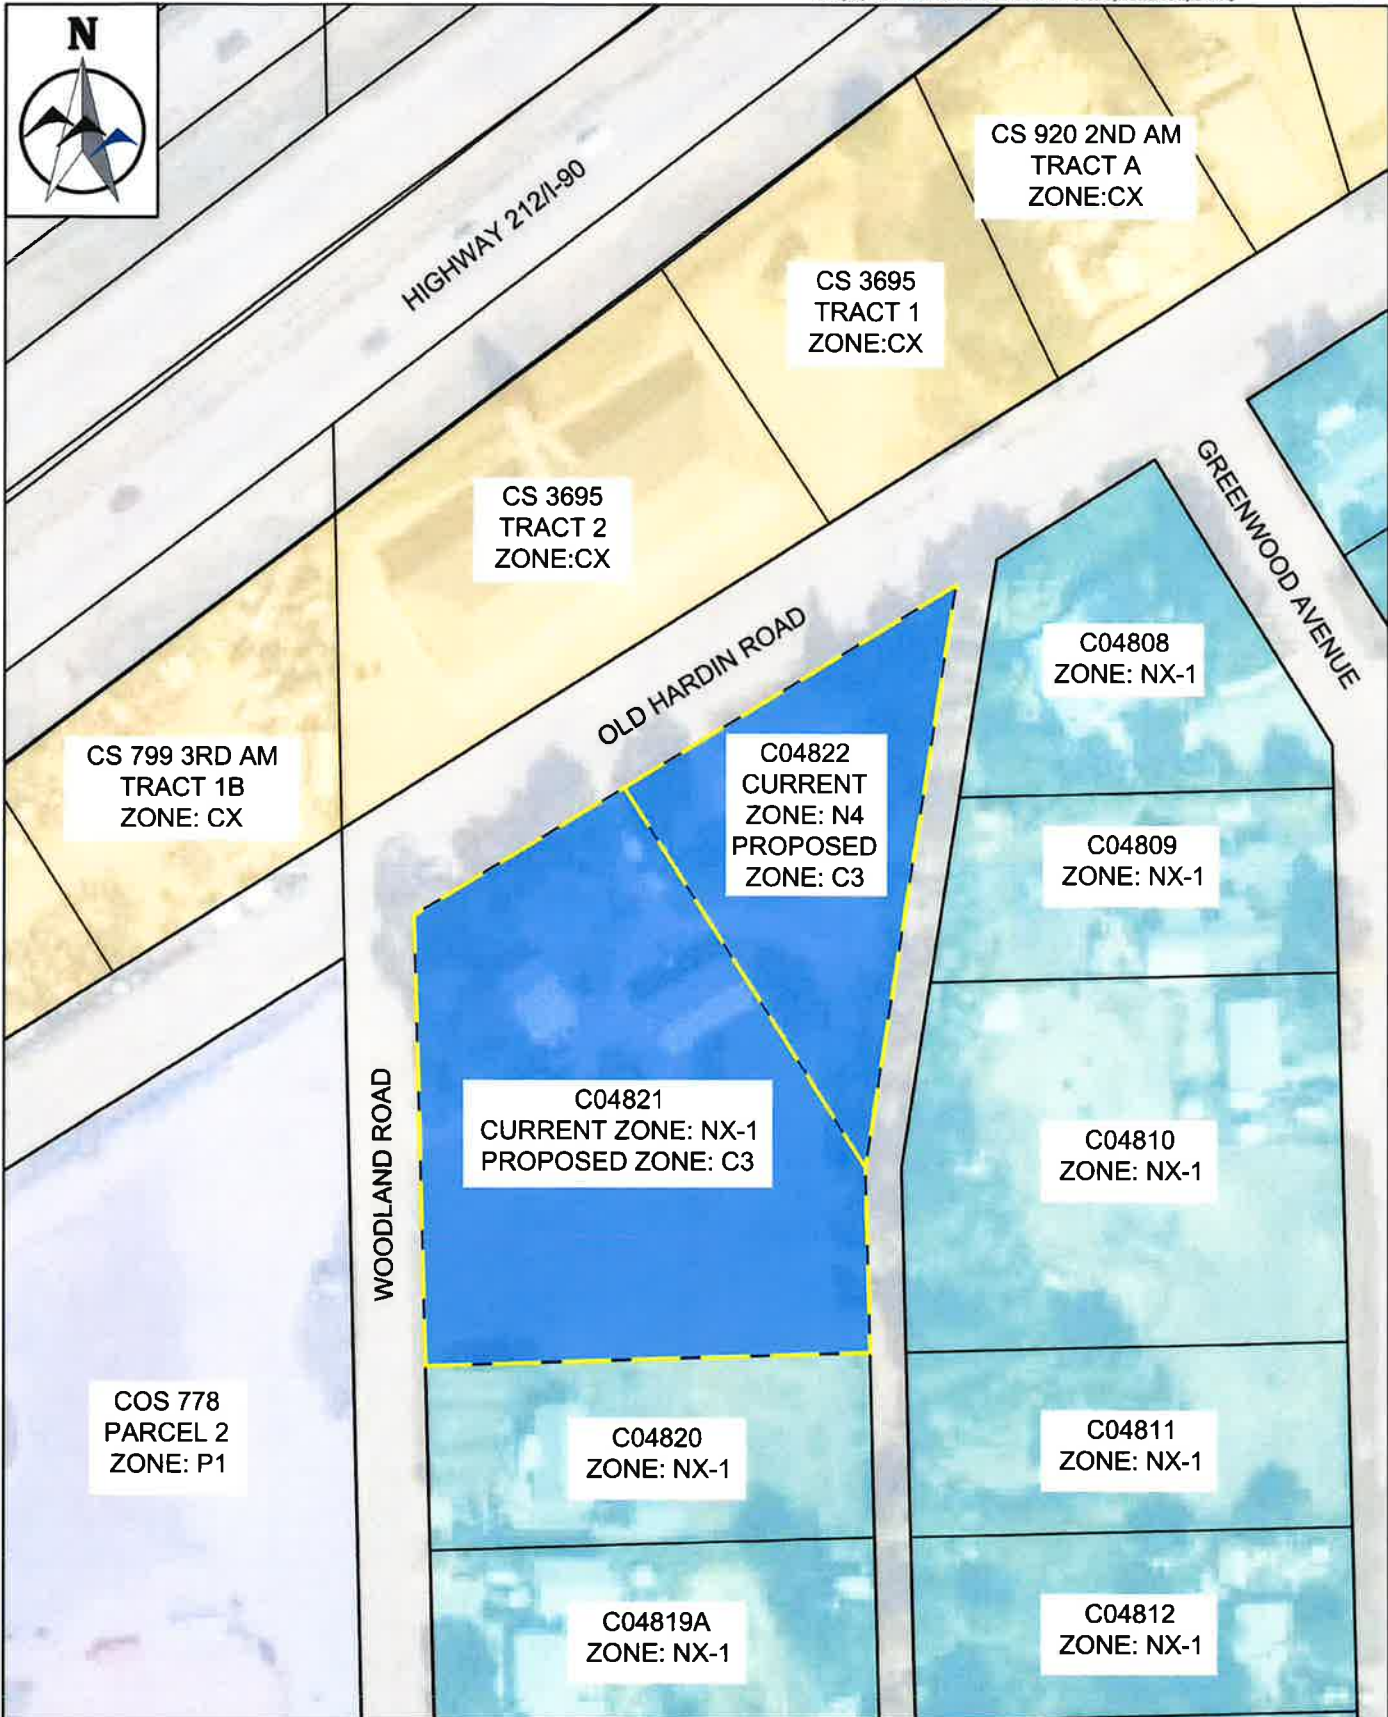 N
HIGHWAY 212/I-90
CS 920 2ND AM
TRACT A
ZONE:CX
CS 3695
TRACT 1
ZONE:CX
CS 3695
TRACT 2
ZONE:CX
GREENWOOD AVENUE
OLD HARDIN ROAD
C04808
ZONE: NX-1
CS 799 3RD AM
TRACT 1B
ZONE: CX
C04822
CURRENT
ZONE: N4
PROPOSED
ZONE: C3
C04809
ZONE: NX-1
WOODLAND ROAD
C04821
CURRENT ZONE: NX-1
PROPOSED ZONE: C3
C04810
ZONE: NX-1
COS 778
PARCEL 2
ZONE: P1
C04820
ZONE: NX-1
C04811
ZONE: NX-1
C04819A
ZONE: NX-1
C04812
ZONE: NX-1